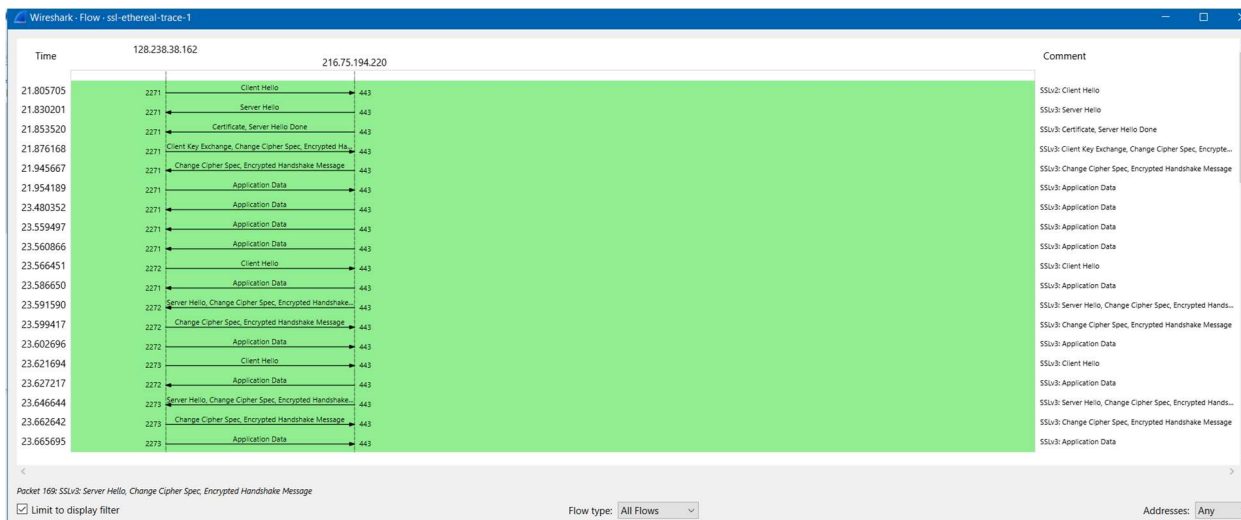 Wireshark · Flow · ssl-ethereal-trace-1
Time 128.238.38.162 216.75.194.220 Comment
21.805705 2271 Client Hello 443 SSLv2: Client Hello
21.830201 2271 Server Hello 443 SSLv3: Server Hello
21.853520 2271 Certificate, Server Hello Done 443 SSLv3: Certificate, Server Hello Done
21.876168 2271 Client Key Exchange, Change Cipher Spec, Encrypted Ha... 443 SSLv3: Client Key Exchange, Change Cipher Spec, Encrypte...
21.945667 2271 Change Cipher Spec, Encrypted Handshake Message 443 SSLv3: Change Cipher Spec, Encrypted Handshake Message
21.954189 2271 Application Data 443 SSLv3: Application Data
23.480352 2271 Application Data 443 SSLv3: Application Data
23.559497 2271 Application Data 443 SSLv3: Application Data
23.560866 2271 Application Data 443 SSLv3: Application Data
23.566451 2272 Client Hello 443 SSLv3: Client Hello
23.586650 2271 Application Data 443 SSLv3: Application Data
23.591590 2272 Server Hello, Change Cipher Spec, Encrypted Handshake... 443 SSLv3: Server Hello, Change Cipher Spec, Encrypted Hands...
23.599417 2272 Change Cipher Spec, Encrypted Handshake Message 443 SSLv3: Change Cipher Spec, Encrypted Handshake Message
23.602696 2272 Application Data 443 SSLv3: Application Data
23.621694 2273 Client Hello 443 SSLv3: Client Hello
23.627217 2272 Application Data 443 SSLv3: Application Data
23.646644 2273 Server Hello, Change Cipher Spec, Encrypted Handshake... 443 SSLv3: Server Hello, Change Cipher Spec, Encrypted Hands...
23.662642 2273 Change Cipher Spec, Encrypted Handshake Message 443 SSLv3: Change Cipher Spec, Encrypted Handshake Message
23.665695 2273 Application Data 443 SSLv3: Application Data
Packet 169: SSLv3: Server Hello, Change Cipher Spec, Encrypted Handshake Message
Limit to display filter Flow type: All Flows Addresses: Any